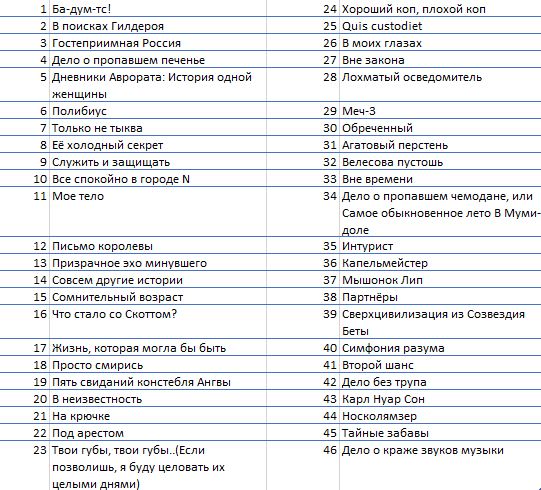 1 Ба-дум-тс!
2 В поисках Гилдероя
3 Гостеприимная Россия
4 Дело о пропавшем печенье
5 Дневники Аврората: История одной
женщины
6 Полибиус
7 Только не тыква
8 Её холодный секрет
9 Служить и защищать
10 Все спокойно в городе N
11 Мое тело
12 Письмо королевы
13 Призрачное эхо минувшего
14 Совсем другие истории
15 Сомнительный возраст
16 Что стало со Скоттом?
17 Жизнь, которая могла бы быть
18 Просто смирись
19 Пять свиданий констебля Ангвы
20 В неизвестность
21 На крючке
22 Под арестом
23 Твои губы, твои губы..(Если
позволишь, я буду целовать их
целыми днями)
24 Хороший коп, плохой коп
25 Quis custodiet
26 В моих глазах
27 Вне закона
28 Лохматый осведомитель
29 Меч-3
30 Обреченный
31 Агатовый перстень
32 Велесова пустошь
33 Вне времени
34 Дело о пропавшем чемодане, или
Самое обыкновенное лето В Муми-
доле
35 Интурист
36 Капельмейстер
37 Мышонок Лип
38 Партнёры
39 Сверхцивилизация из Созвездия
Беты
40 Симфония разума
41 Второй шанс
42 Дело без трупа
43 Карл Нуар Сон
44 Носколямзер
45 Тайные забавы
46 Дело о краже звуков музыки